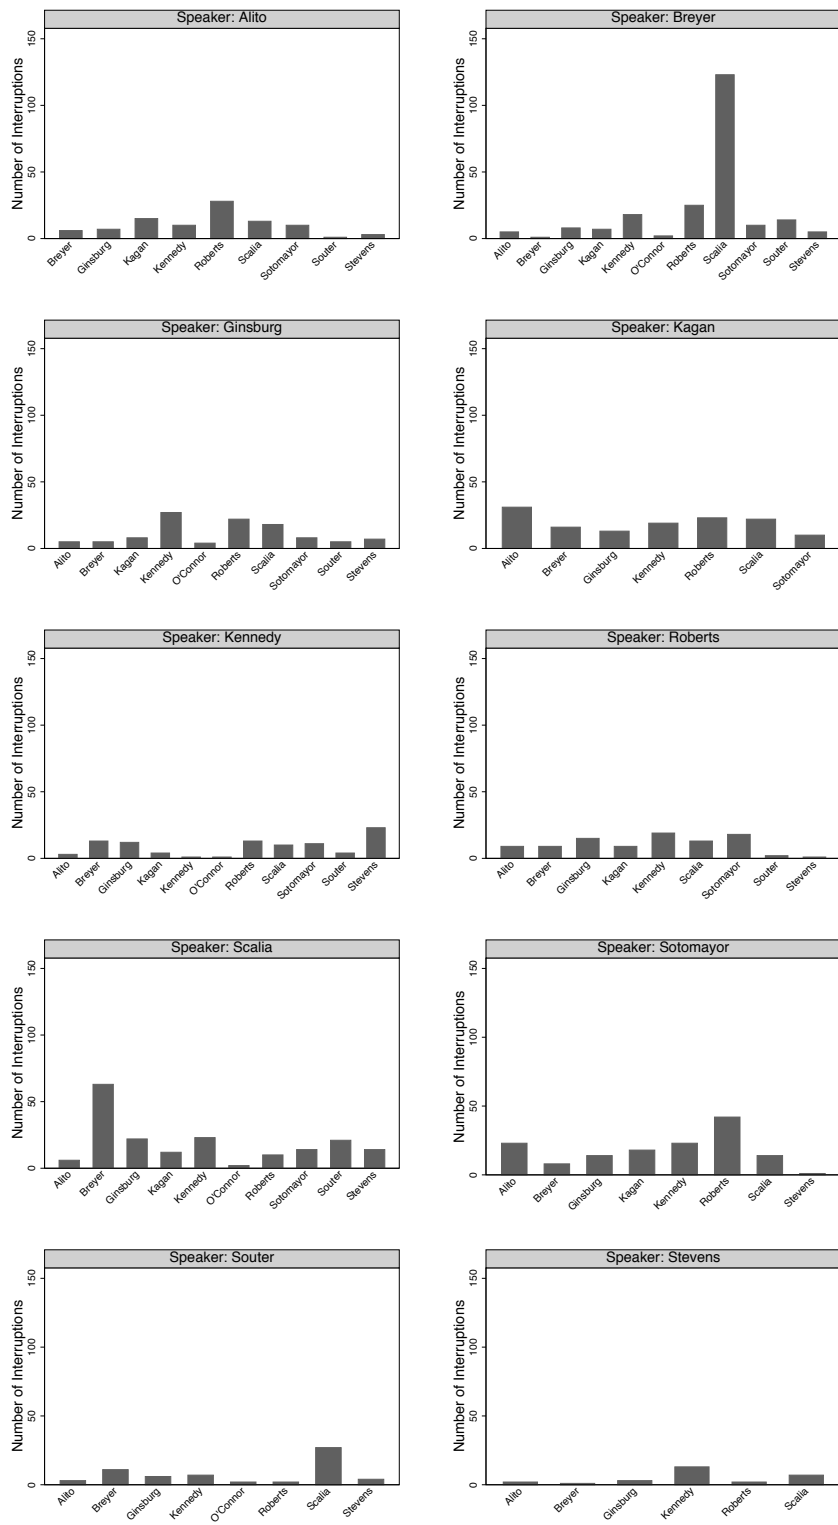 Speaker: Alito
Number of Interruptions
0 50 100 150
Breyer Ginsburg Kagan Kennedy Roberts Scalia Sotomayor Souter Stevens
Speaker: Breyer
Number of Interruptions
0 50 100 150
Alito Breyer Ginsburg Kagan Kennedy O'Connor Roberts Scalia Sotomayor Souter Stevens
Speaker: Ginsburg
Number of Interruptions
0 50 100 150
Alito Breyer Kagan Kennedy O'Connor Roberts Scalia Sotomayor Souter Stevens
Speaker: Kagan
Number of Interruptions
0 50 100 150
Alito Breyer Ginsburg Kennedy Roberts Scalia Sotomayor
Speaker: Kennedy
Number of Interruptions
0 50 100 150
Alito Breyer Ginsburg Kagan Kennedy O'Connor Roberts Scalia Sotomayor Souter Stevens
Speaker: Roberts
Number of Interruptions
0 50 100 150
Alito Breyer Ginsburg Kagan Kennedy Scalia Sotomayor Souter Stevens
Speaker: Scalia
Number of Interruptions
0 50 100 150
Alito Breyer Ginsburg Kagan Kennedy O'Connor Roberts Sotomayor Souter Stevens
Speaker: Sotomayor
Number of Interruptions
0 50 100 150
Alito Breyer Ginsburg Kagan Kennedy Roberts Scalia Stevens
Speaker: Souter
Number of Interruptions
0 50 100 150
Alito Breyer Ginsburg Kennedy O'Connor Roberts Scalia Stevens
Speaker: Stevens
Number of Interruptions
0 50 100 150
Alito Breyer Ginsburg Kennedy Roberts Scalia